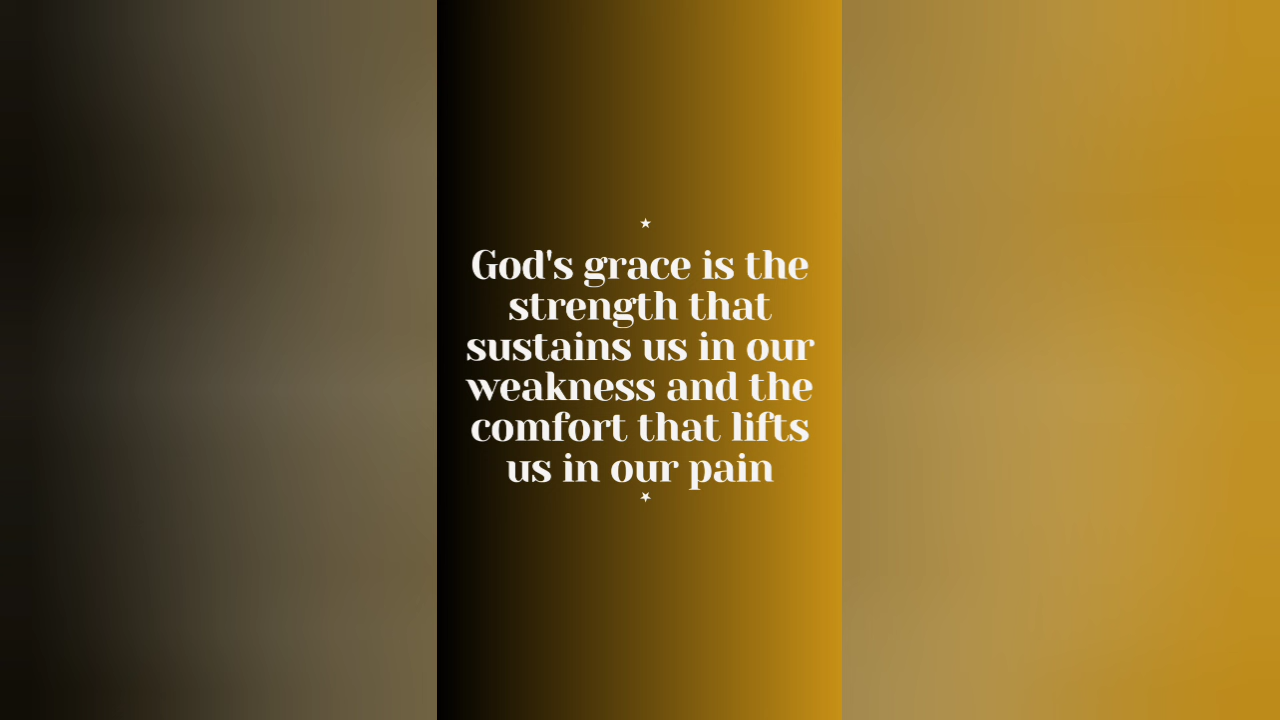 God's grace is the
strength that
sustains us in our
weakness and the
comfort that lifts
us in our pain